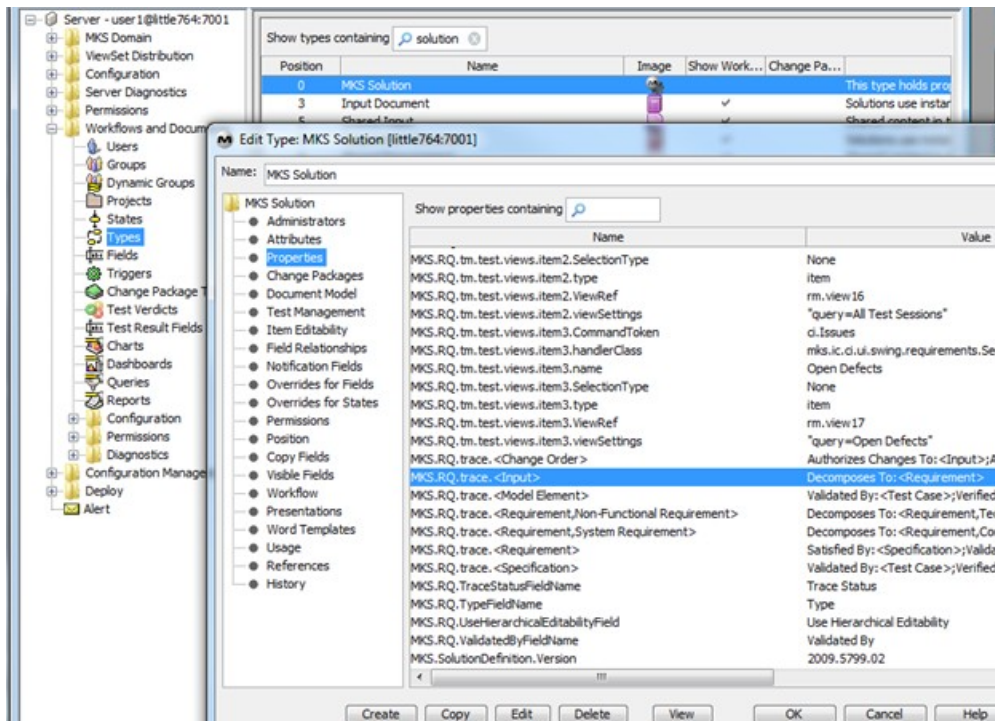 Server - user1@little764:7001
MKS Domain
ViewSet Distribution
Configuration
Server Diagnostics
Permissions
Workflows and Docum
Users
Groups
Dynamic Groups
Projects
States
Types
Fields
Triggers
Change Package T
Test Verdicts
Test Result Fields
Charts
Dashboards
Queries
Reports
Configuration
Permissions
Diagnostics
Configuration Manage
Deploy
Alert
Show types containing solution
Position Name Image Show Work... Change Pa...
0 MKS Solution This type holds prop
3 Input Document Solutions use instar
5 Shared Input Shared content in t
Edit Type: MKS Solution [little764:7001]
Name: MKS Solution
MKS Solution
Administrators
Attributes
Properties
Change Packages
Document Model
Test Management
Item Editability
Field Relationships
Notification Fields
Overrides for Fields
Overrides for States
Permissions
Position
Copy Fields
Visible Fields
Workflow
Presentations
Word Templates
Usage
References
History
Show properties containing
Name Value
MKS.RQ.tm.test.views.item2.SelectionType None
MKS.RQ.tm.test.views.item2.type item
MKS.RQ.tm.test.views.item2.ViewRef rm.view16
MKS.RQ.tm.test.views.item2.viewSettings "query=All Test Sessions"
MKS.RQ.tm.test.views.item3.CommandToken ci.Issues
MKS.RQ.tm.test.views.item3.handlerClass mks.ic.ci.ui.swing.requirements.Se
MKS.RQ.tm.test.views.item3.name Open Defects
MKS.RQ.tm.test.views.item3.SelectionType None
MKS.RQ.tm.test.views.item3.type item
MKS.RQ.tm.test.views.item3.ViewRef rm.view17
MKS.RQ.tm.test.views.item3.viewSettings "query=Open Defects"
MKS.RQ.trace.<Change Order> Authorizes Changes To:<Input>;A
MKS.RQ.trace.<Input> Decomposes To:<Requirement>
MKS.RQ.trace.<Model Element> Validated By:<Test Case>;Verified
MKS.RQ.trace.<Requirement,Non-Functional Requirement> Decomposes To:<Requirement,Tec
MKS.RQ.trace.<Requirement,System Requirement> Decomposes To:<Requirement,Co
MKS.RQ.trace.<Requirement> Satisfied By:<Specification>;Valida
MKS.RQ.trace.<Specification> Validated By:<Test Case>;Verified
MKS.RQ.TraceStatusFieldName Trace Status
MKS.RQ.TypeFieldName Type
MKS.RQ.UseHierarchicalEditabilityField Use Hierarchical Editability
MKS.RQ.ValidatedByFieldName Validated By
MKS.SolutionDefinition.Version 2009.5799.02
Create Copy Edit Delete View OK Cancel Help